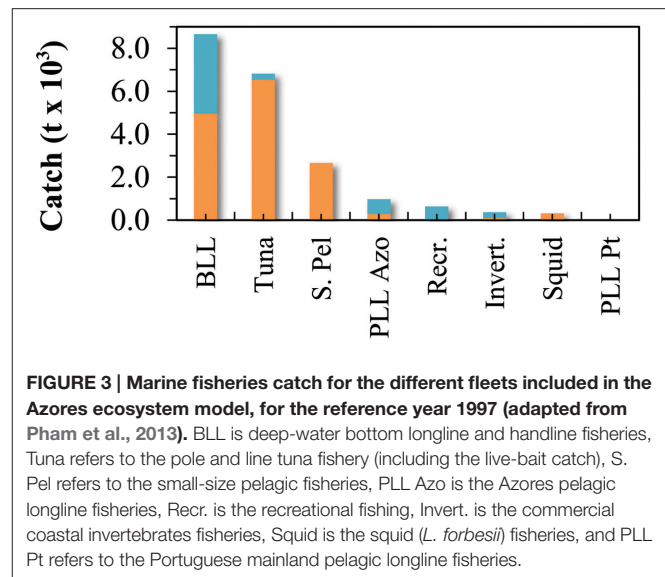 Catch (t x 10³)
8.0
6.0
4.0
2.0
0.0
BLL
Tuna
S. Pel
PLL Azo
Recr.
Invert.
Squid
PLL Pt
FIGURE 3 | Marine fisheries catch for the different fleets included in the
Azores ecosystem model, for the reference year 1997 (adapted from
Pham et al., 2013). BLL is deep-water bottom longline and handline fisheries,
Tuna refers to the pole and line tuna fishery (including the live-bait catch), S.
Pel refers to the small-size pelagic fisheries, PLL Azo is the Azores pelagic
longline fisheries, Recr. is the recreational fishing, Invert. is the commercial
coastal invertebrates fisheries, Squid is the squid (L. forbesii) fisheries, and PLL
Pt refers to the Portuguese mainland pelagic longline fisheries.